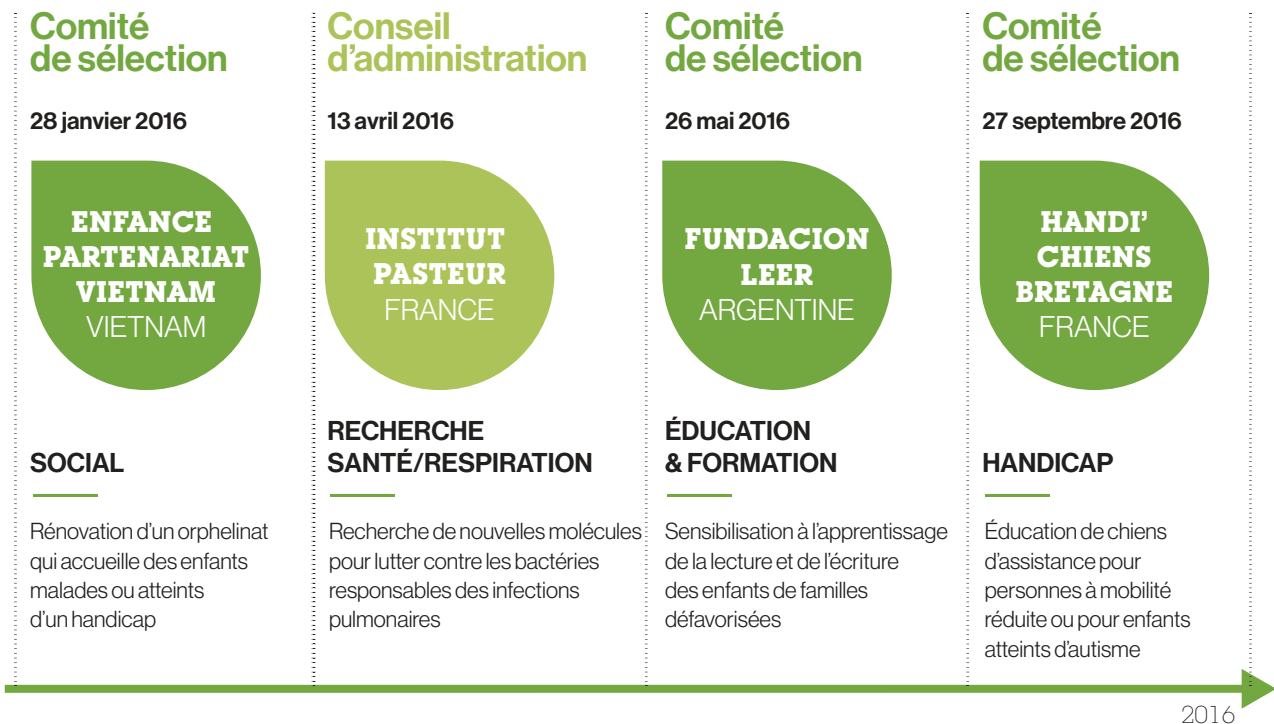 Comité
de sélection
28 janvier 2016
ENFANCE
PARTENARIAT
VIETNAM
VIETNAM
SOCIAL
Rénovation d’un orphelinat
qui accueille des enfants
malades ou atteints
d’un handicap
Conseil
d’administration
13 avril 2016
INSTITUT
PASTEUR
FRANCE
RECHERCHE
SANTÉ/RESPIRATION
Recherche de nouvelles molécules
pour lutter contre les bactéries
responsables des infections
pulmonaires
Comité
de sélection
26 mai 2016
FUNDACION
LEER
ARGENTINE
ÉDUCATION
& FORMATION
Sensibilisation à l’apprentissage
de la lecture et de l’écriture
des enfants de familles
défavorisées
Comité
de sélection
27 septembre 2016
HANDI’
CHIENS
BRETAGNE
FRANCE
HANDICAP
Éducation de chiens
d’assistance pour
personnes à mobilité
réduite ou pour enfants
atteints d’autisme
2016